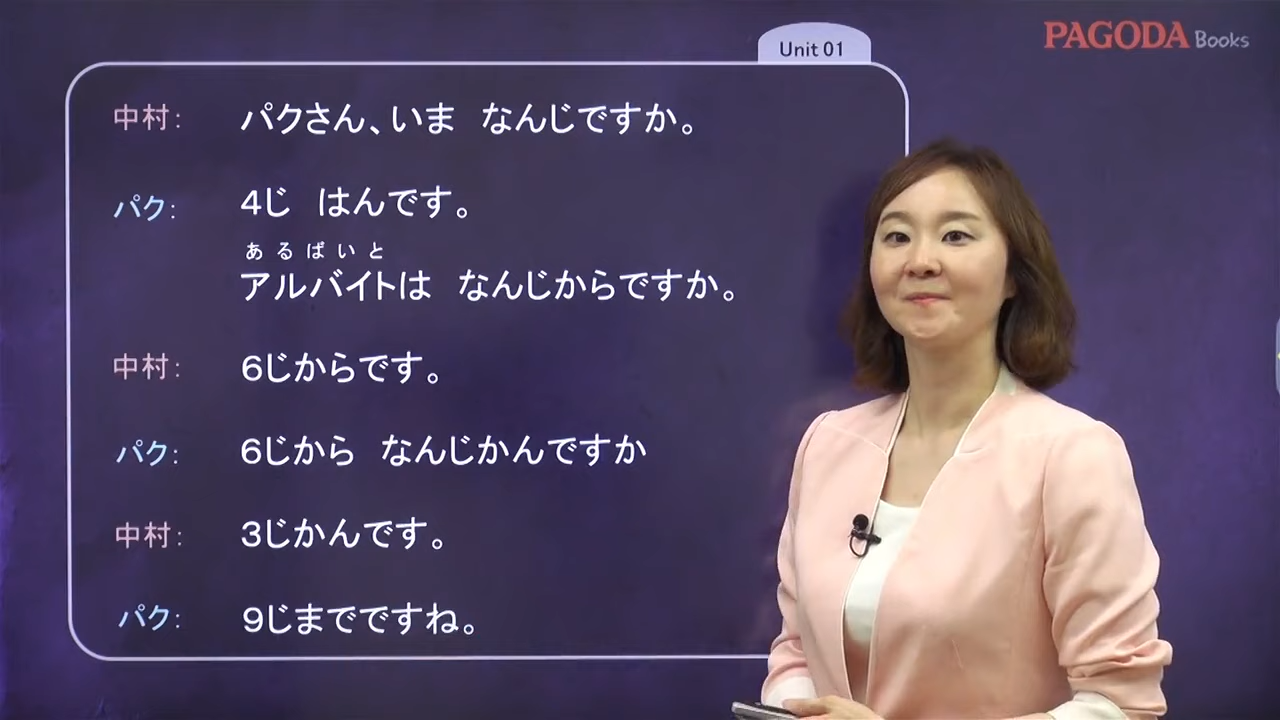 PAGODA Books
Unit 01
中村: パクさん、いま なんじですか。
パク: 4じ はんです。
あるばいと
アルバイトは なんじからですか。
中村: 6じからです。
パク: 6じから なんじかんですか
中村: 3じかんです。
パク: 9じまでですね。